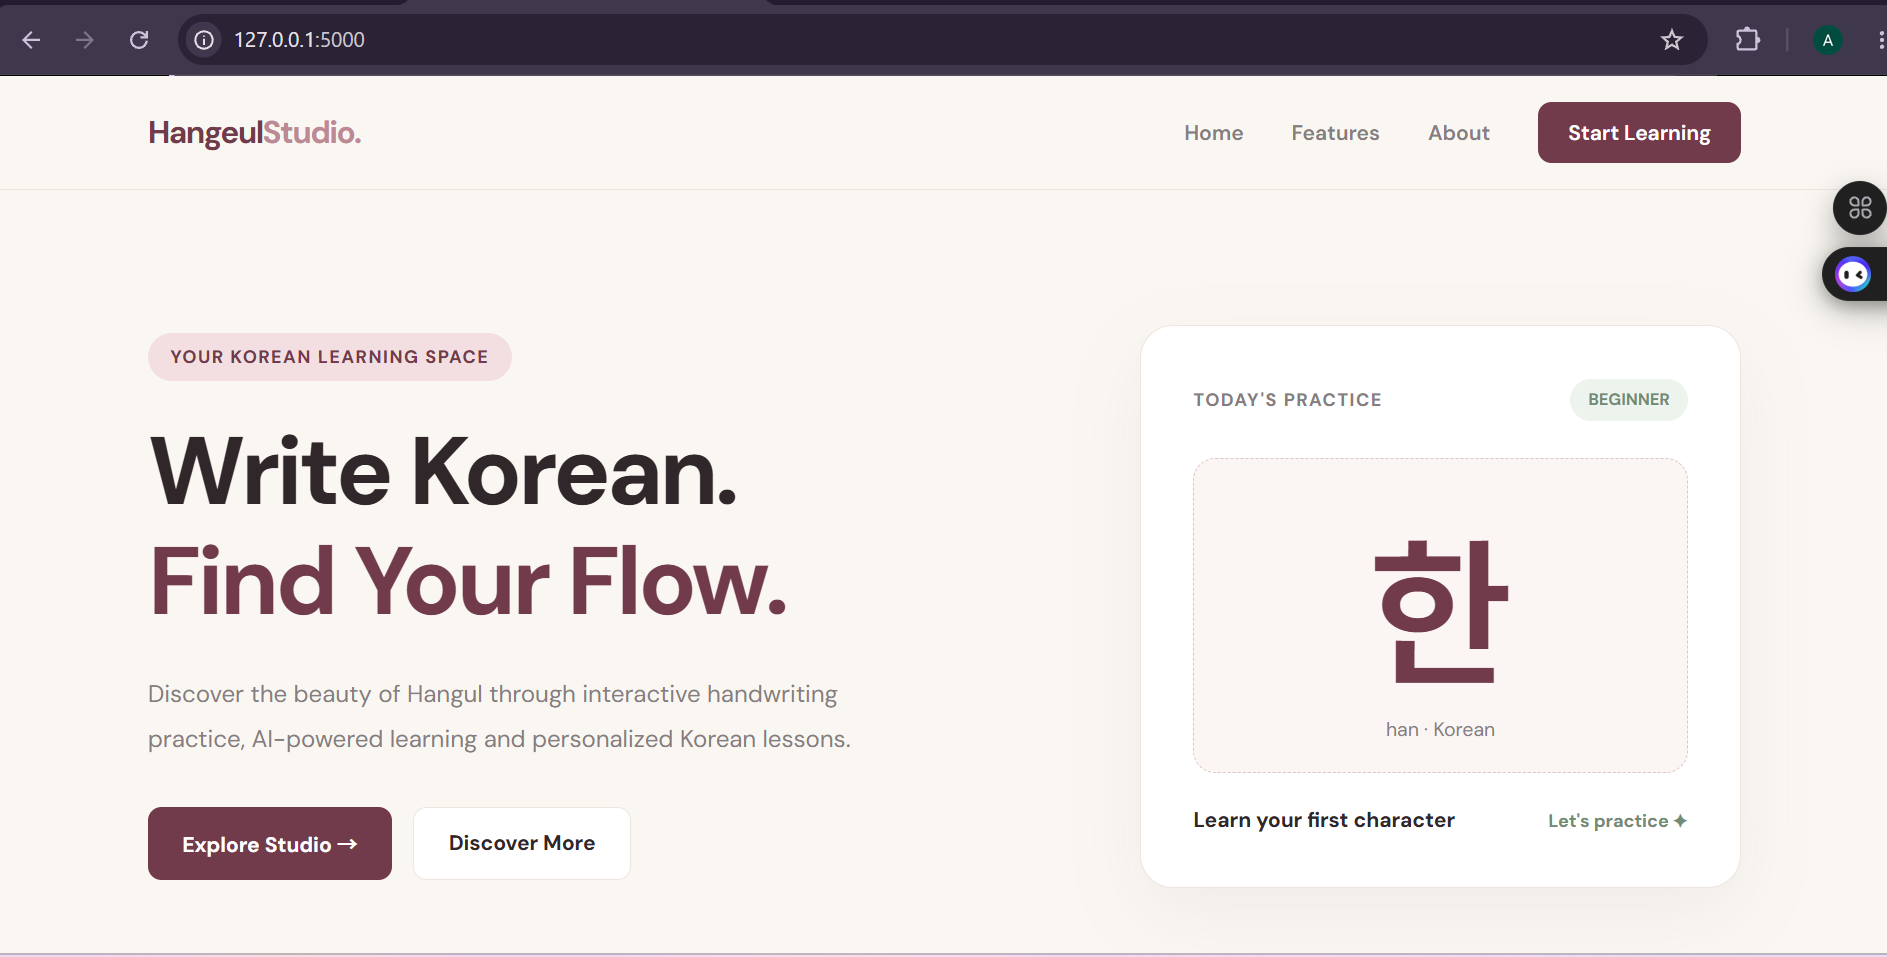 127.0.0.1:5000
A
HangeulStudio.
Home
Features
About
Start Learning
YOUR KOREAN LEARNING SPACE
Write Korean.
Find Your Flow.
Discover the beauty of Hangul through interactive handwriting
practice, AI-powered learning and personalized Korean lessons.
Explore Studio →
Discover More
TODAY'S PRACTICE
BEGINNER
한
han · Korean
Learn your first character
Let's practice ✦